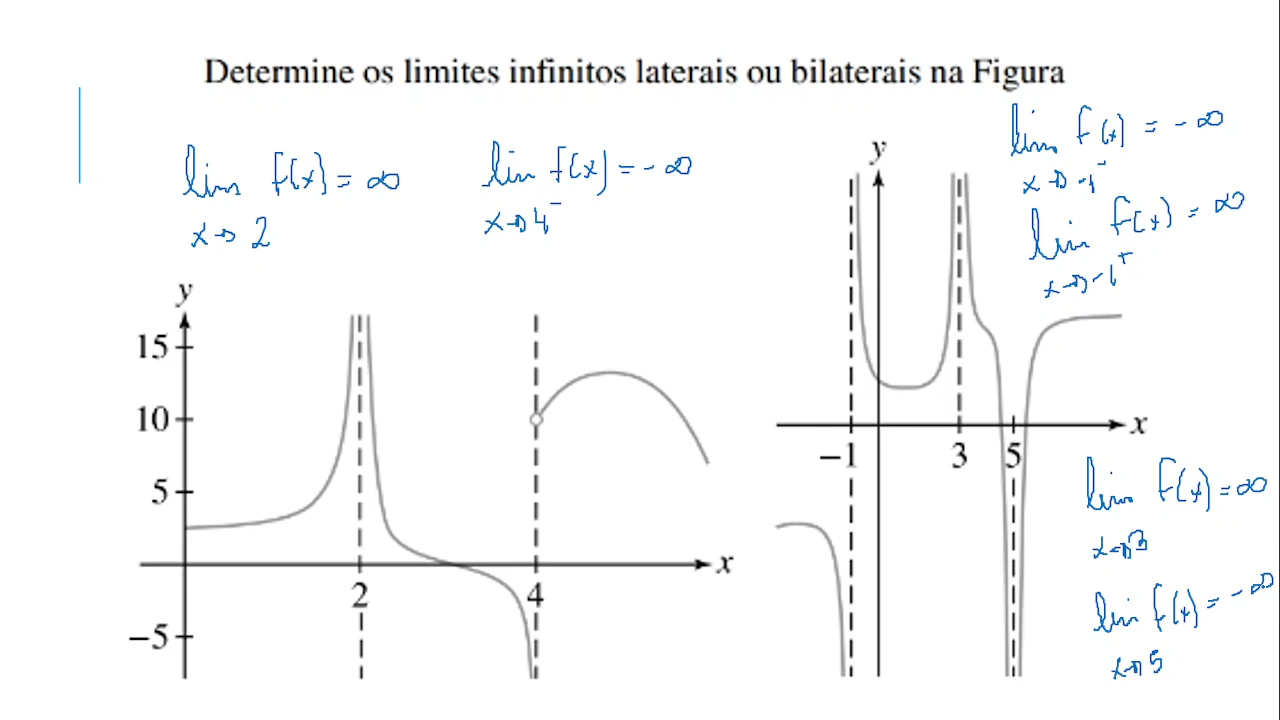 Determine os limites infinitos laterais ou bilaterais na Figura
lim f(x) = ∞
x→2
lim f(x) = -∞
x→4⁻
lim f(x) = -∞
x→-1⁻
lim f(x) = ∞
x→-1⁺
y
15
10
5
-5
2
4
x
y
-1
3
5
x
lim f(x) = ∞
x→3
lim f(x) = -∞
x→5